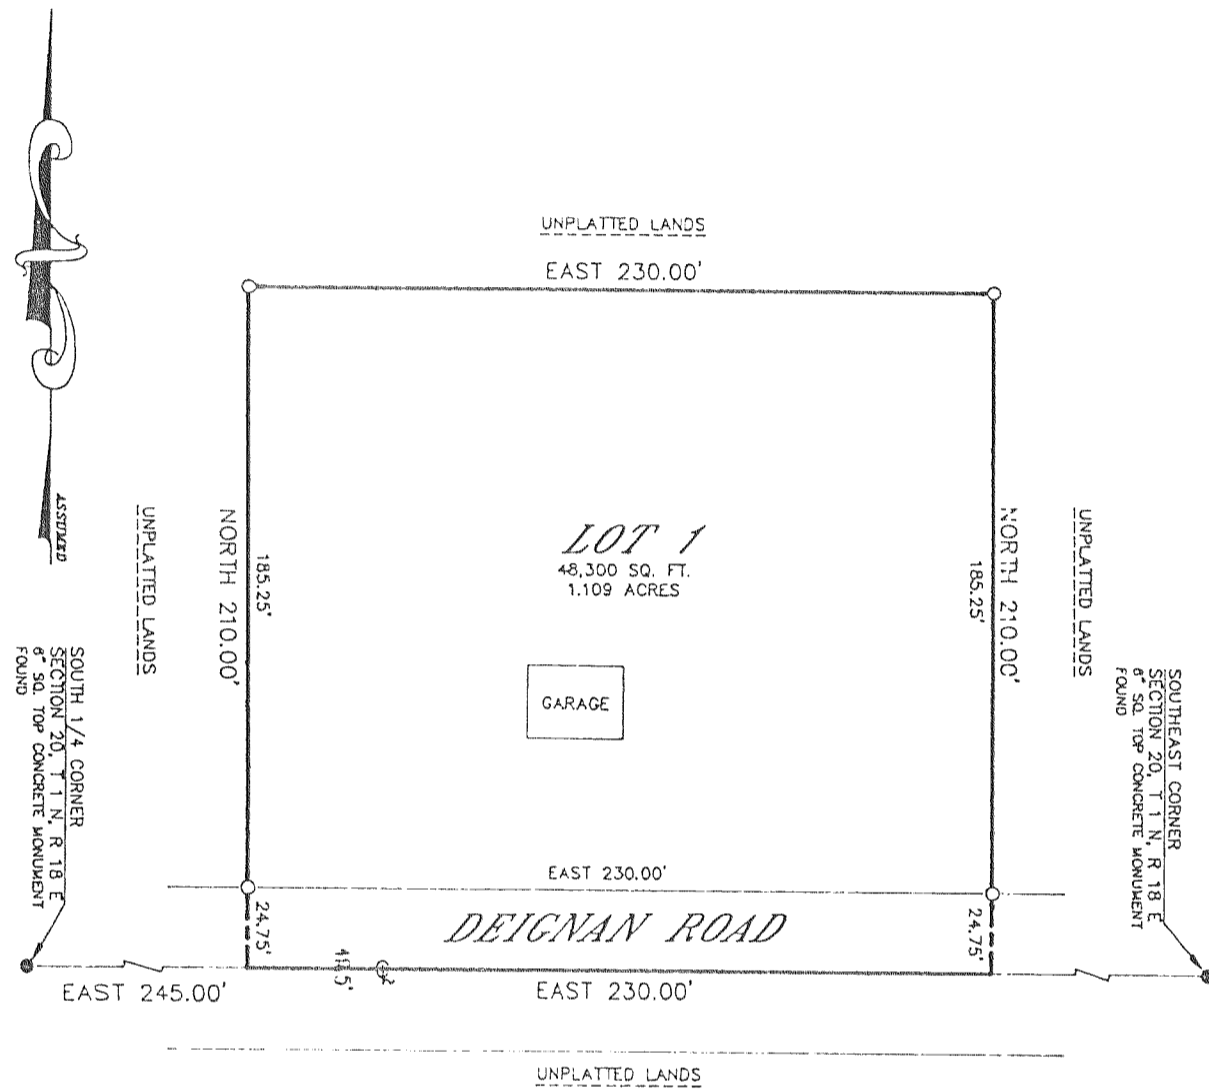 UNPLATTED LANDS
EAST 230.00'
ASSUMED
UNPLATTED LANDS
NORTH 210.00'
185.25'
LOT 1
48,300 SQ. FT.
1.109 ACRES
GARAGE
185.25'
NORTH 210.00'
UNPLATTED LANDS
SOUTH 1/4 CORNER
SECTION 20, T 1 N, R 18 E
6" SQ. TOP CONCRETE MONUMENT
FOUND
SOUTHEAST CORNER
SECTION 20, T 1 N, R 18 E
6" SQ. TOP CONCRETE MONUMENT
FOUND
EAST 230.00'
24.75'
DEIGNAN ROAD
24.75'
EAST 245.00'
EAST 230.00'
UNPLATTED LANDS